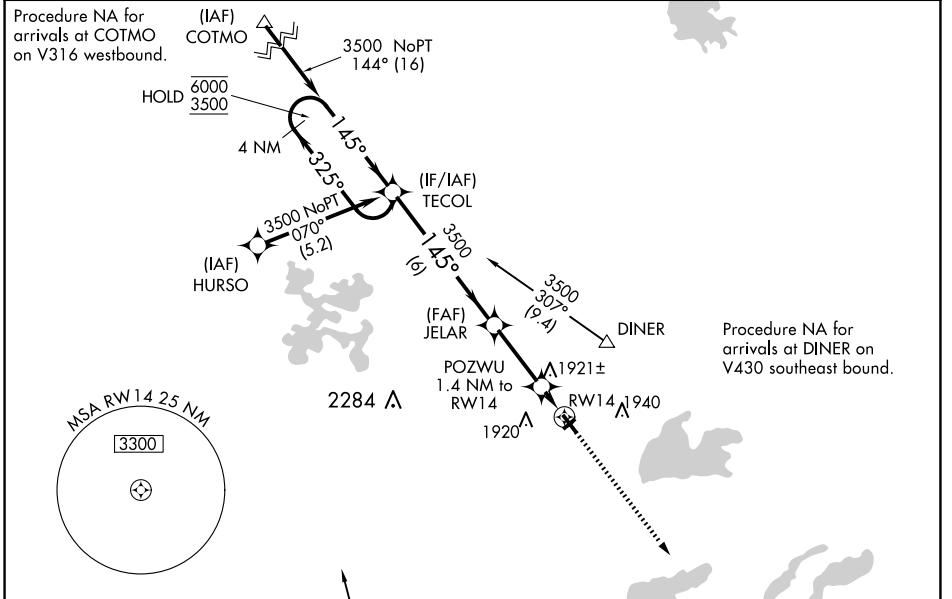 Procedure NA for
arrivals at COTMO
on V316 westbound.
(IAF)
COTMO
3500 NoPT
144° (16)
HOLD 6000
3500
4 NM
145°
325°
(IF/IAF)
TECOL
3500 NoPT
070°
(5.2)
(IAF)
HURSO
3500
145°
(6)
3500
307°
(9.4)
DINER
(FAF)
JELAR
Procedure NA for
arrivals at DINER on
V430 southeast bound.
POZWU
1.4 NM to
RW14
1921±
2284
RW14
1940
1920
MSA RW14 25 NM
3300